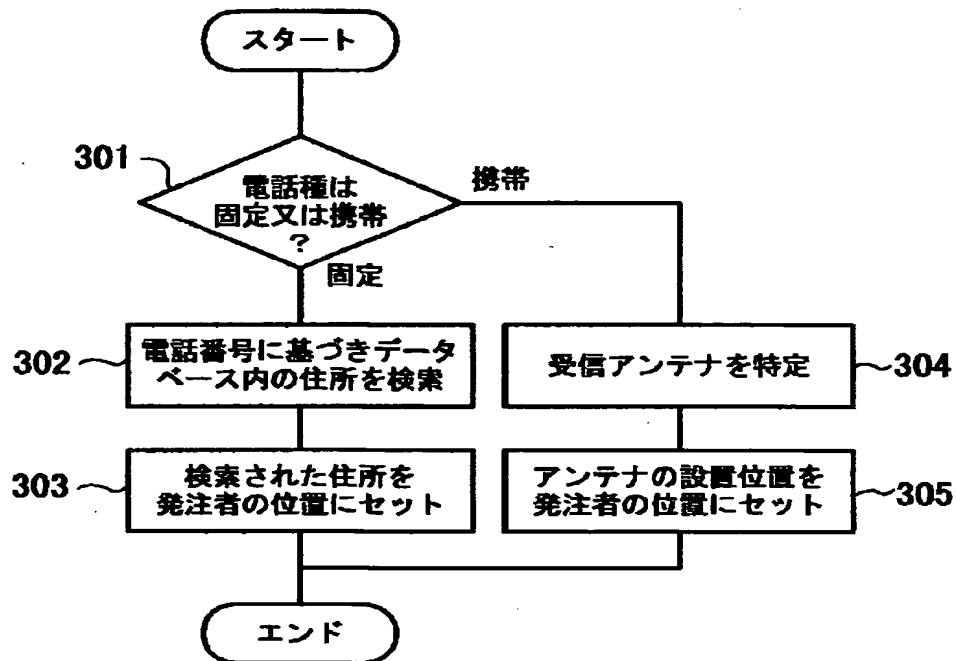 スタート
301
電話種は
固定又は携帯
?
携帯
固定
302
電話番号に基づきデータ
ベース内の住所を検索
受信アンテナを特定
304
303
検索された住所を
発注者の位置にセット
アンテナの設置位置を
発注者の位置にセット
305
エンド